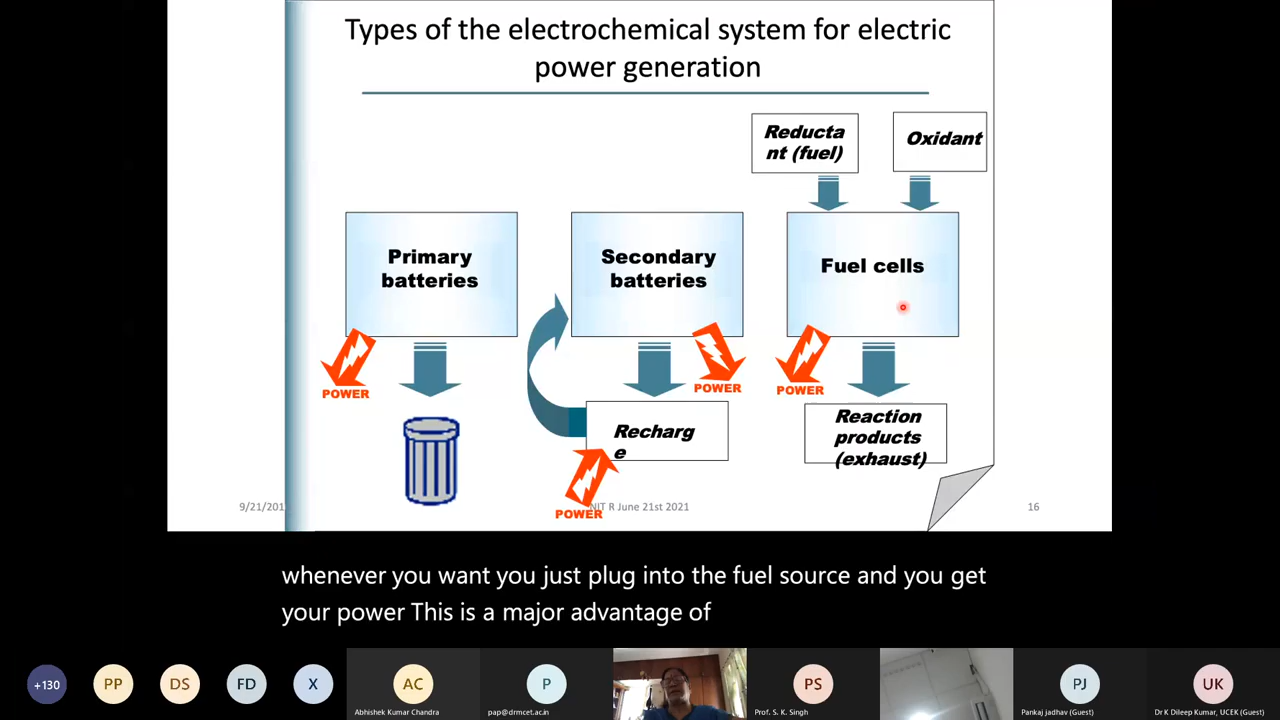 Types of the electrochemical system for electric
power generation
Reducta
nt (fuel)
Oxidant
Primary
batteries
Secondary
batteries
Fuel cells
POWER
POWER
POWER
Recharg
e
Reaction
products
(exhaust)
POWER
9/21/201
NIT R June 21st 2021
16
whenever you want you just plug into the fuel source and you get
your power This is a major advantage of
+130
PP
DS
FD
X
AC
P
PS
PJ
UK
Abhishek Kumar Chandra
pap@drmcet.ac.in
Prof. S. K. Singh
Pankaj jadhav (Guest)
Dr K Dileep Kumar, UCEK (Guest)